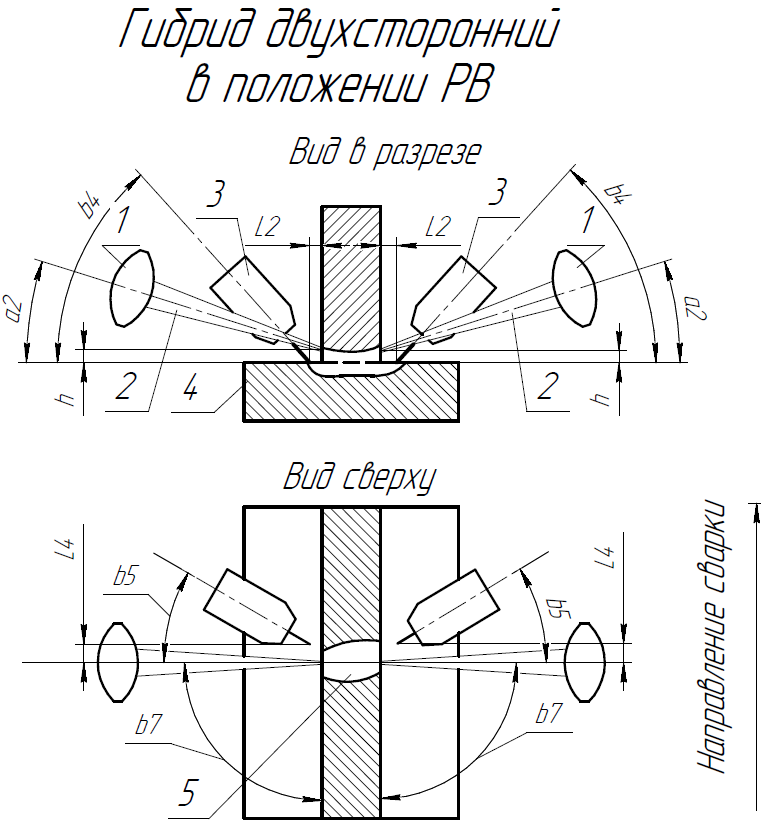 Гибрид двухсторонний
в положении РВ
Вид в разрезе
b4
3
L2
L2
3
b4
1
1
a2
a2
h
2
4
2
h
Вид сверху
L4
b5
L4
b5
b7
5
b7
Направление сварки